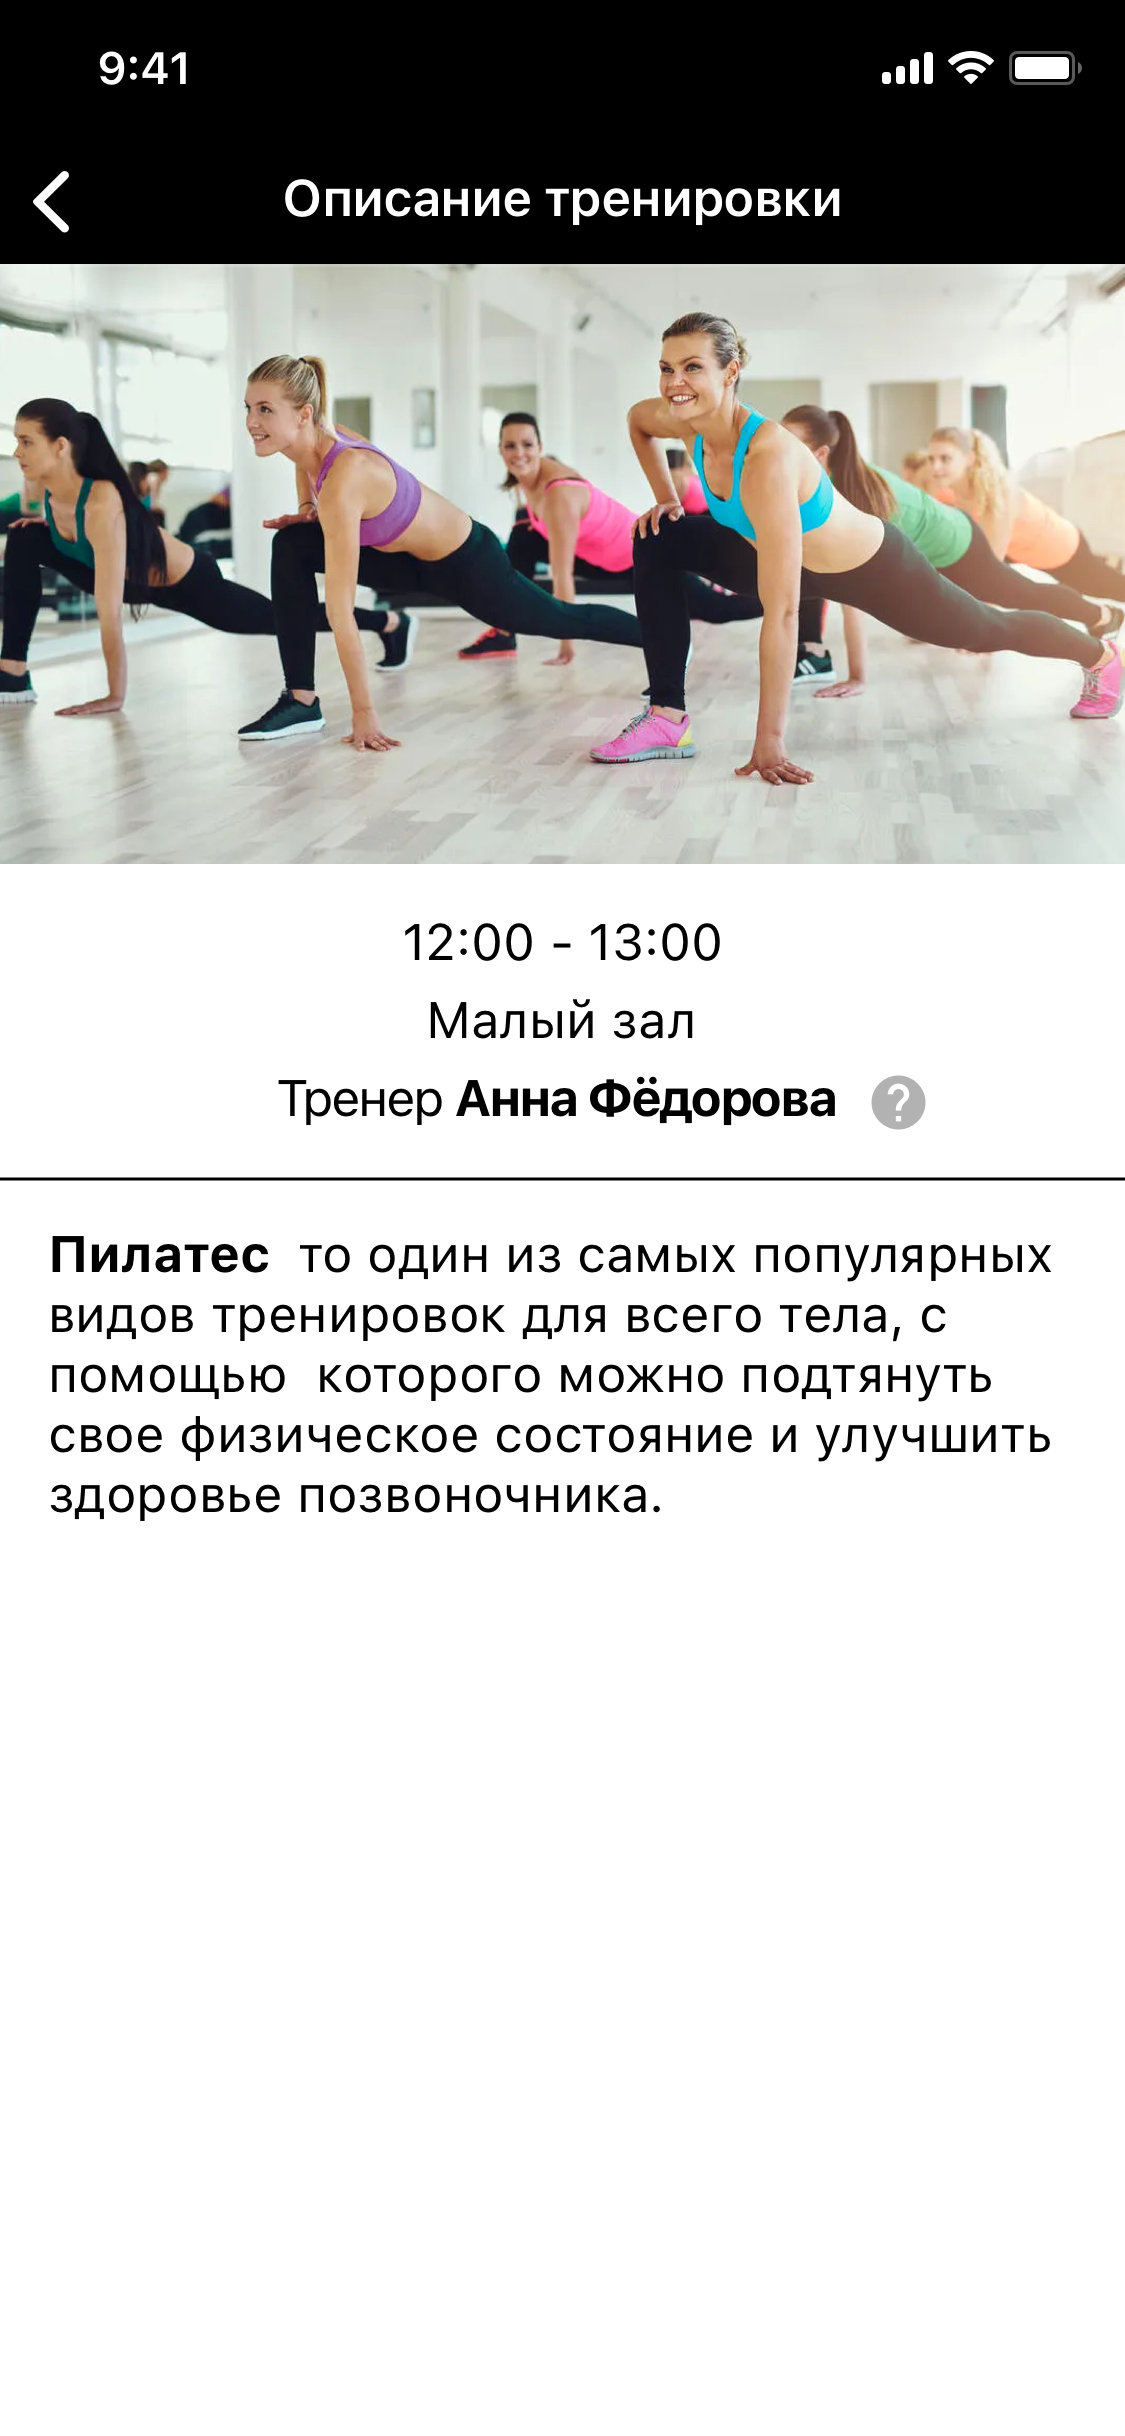 9:41
Описание тренировки
12:00 - 13:00
Малый зал
Тренер Анна Фёдорова ?
Пилатес  то один из самых популярных
видов тренировок для всего тела, с
помощью  которого можно подтянуть
свое физическое состояние и улучшить
здоровье позвоночника.